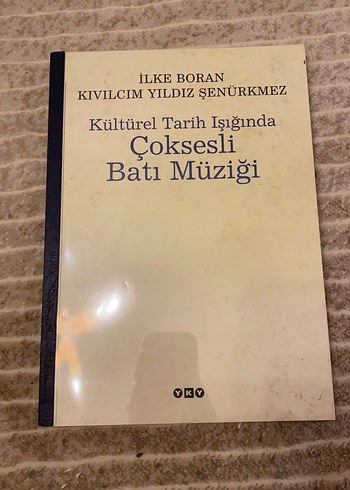 İLKE BORAN
KIVILCIM YILDIZ ŞENÜRKMEZ
Kültürel Tarih Işığında
Çoksesli
Batı Müziği
YKY